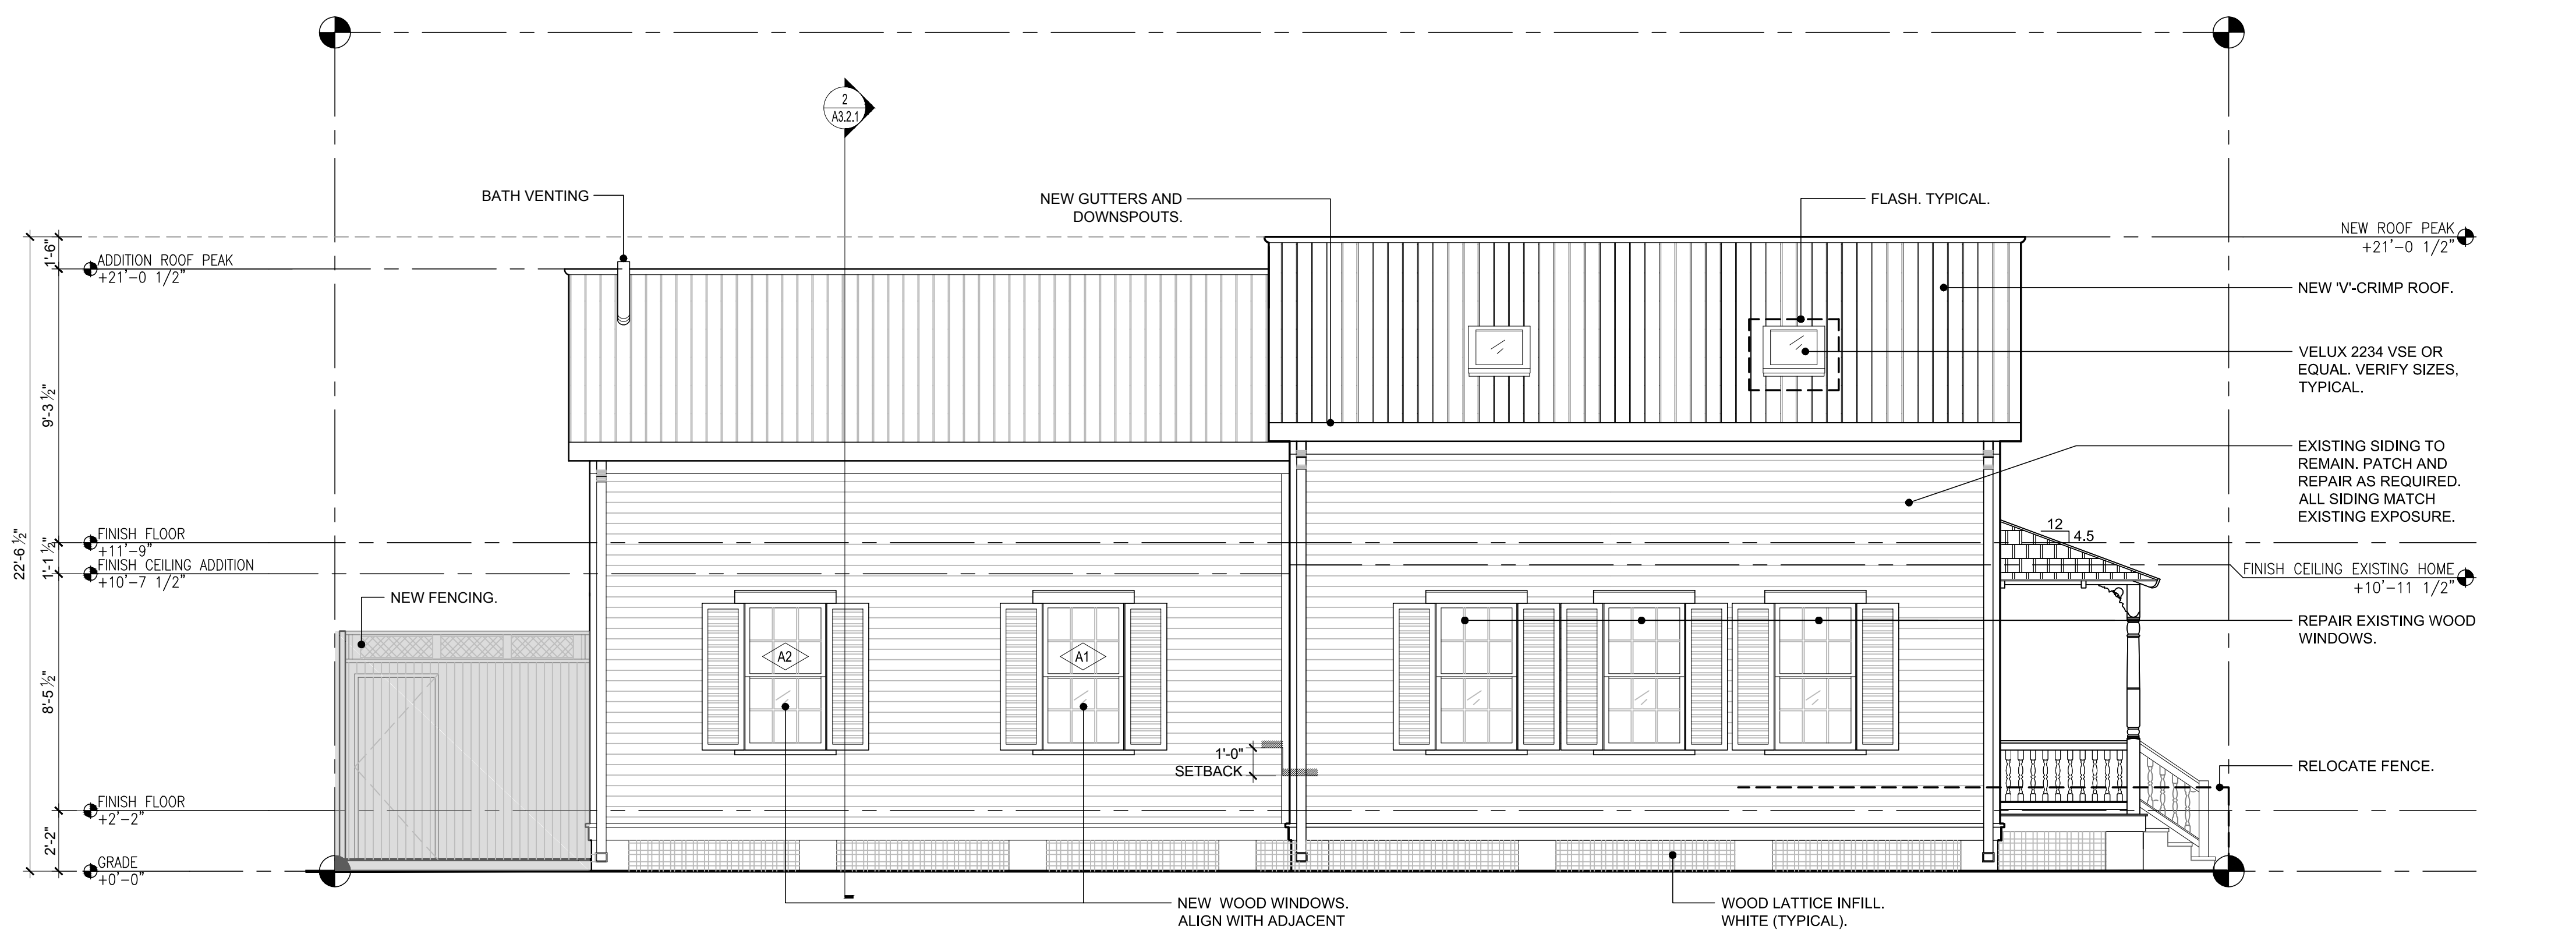 2
A3.2.1
BATH VENTING
NEW GUTTERS AND
DOWNSPOUTS.
FLASH. TYPICAL.
1'-6"
ADDITION ROOF PEAK
+21'-0 1/2"
NEW ROOF PEAK
+21'-0 1/2"
NEW 'V'-CRIMP ROOF.
VELUX 2234 VSE OR
EQUAL. VERIFY SIZES,
TYPICAL.
9'-3 1/2"
EXISTING SIDING TO
REMAIN. PATCH AND
REPAIR AS REQUIRED.
ALL SIDING MATCH
EXISTING EXPOSURE.
12
4.5
22'-6 1/2"
1'-1 1/2"
FINISH FLOOR
+11'-9"
FINISH CEILING ADDITION
+10'-7 1/2"
FINISH CEILING EXISTING HOME
+10'-11 1/2"
NEW FENCING.
REPAIR EXISTING WOOD
WINDOWS.
A2
A1
8'-5 1/2"
1'-0"
SETBACK
RELOCATE FENCE.
FINISH FLOOR
+2'-2"
2'-2"
GRADE
+0'-0"
NEW WOOD WINDOWS.
ALIGN WITH ADJACENT
WOOD LATTICE INFILL.
WHITE (TYPICAL).